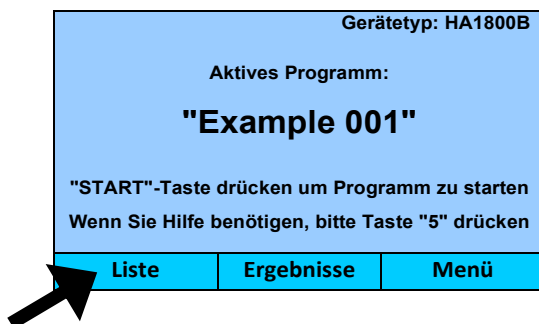 Gerätetyp: HA1800B
Aktives Programm:
"Example 001"
"START"-Taste drücken um Programm zu starten
Wenn Sie Hilfe benötigen, bitte Taste "5" drücken
Liste Ergebnisse Menü